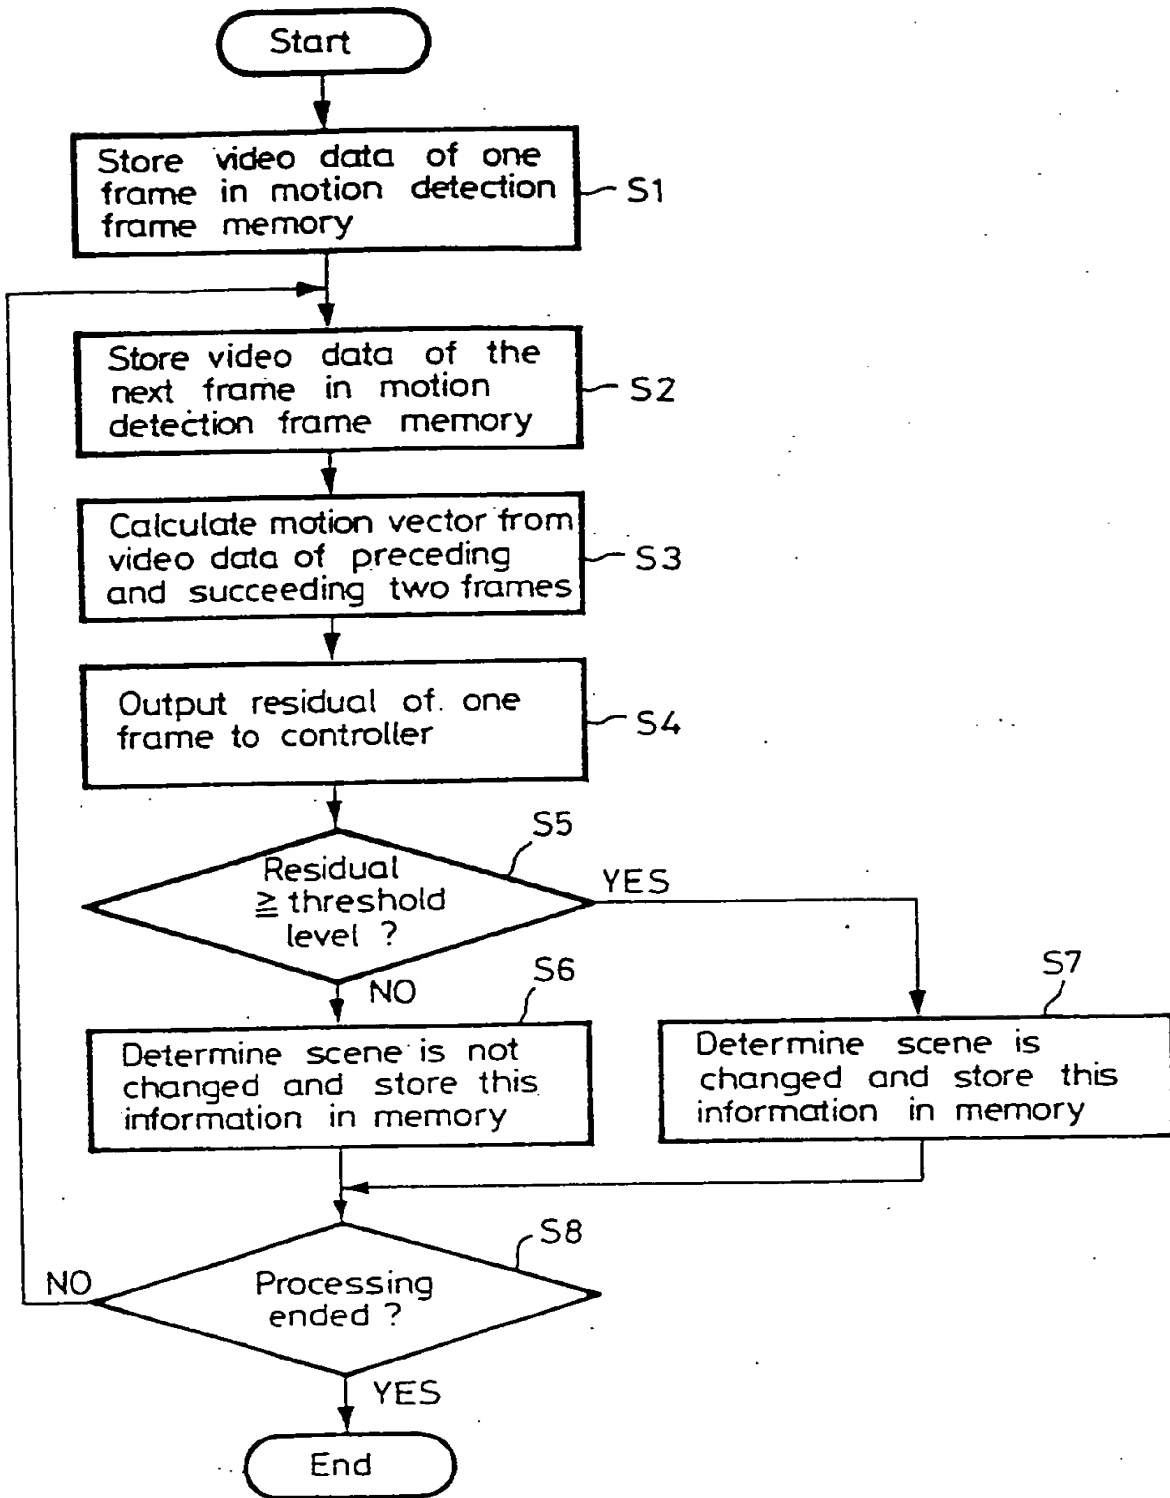 Start
Store video data of one
frame in motion detection
frame memory
S1
Store video data of the
next frame in motion
detection frame memory
S2
Calculate motion vector from
video data of preceding
and succeeding two frames
S3
Output residual of one
frame to controller
S4
S5
Residual
≧ threshold
level ?
YES
NO
S6
Determine scene is not
changed and store this
information in memory
S7
Determine scene is
changed and store this
information in memory
S8
Processing
ended ?
NO
YES
End